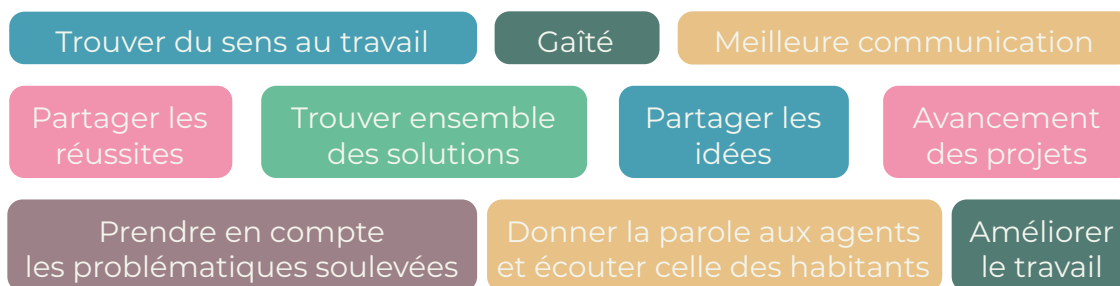 Trouver du sens au travail
Gaîté
Meilleure communication
Partager les
réussites
Trouver ensemble
des solutions
Partager les
idées
Avancement
des projets
Prendre en compte
les problématiques soulevées
Donner la parole aux agents
et écouter celle des habitants
Améliorer
le travail